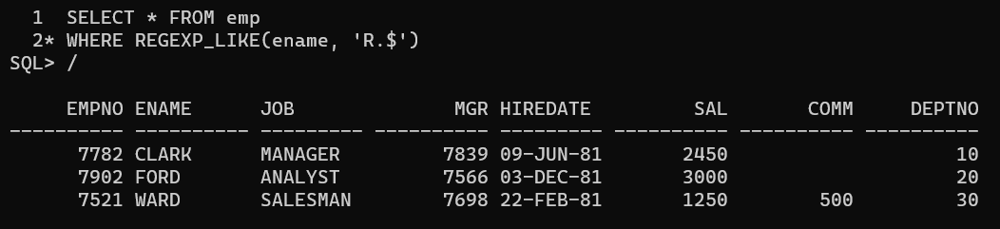 1  SELECT * FROM emp
  2* WHERE REGEXP_LIKE(ename, 'R.$')
SQL> /
     EMPNO ENAME      JOB              MGR HIREDATE         SAL       COMM     DEPTNO
---------- ---------- --------- ---------- --------- ---------- ---------- ----------
      7782 CLARK      MANAGER         7839 09-JUN-81       2450                    10
      7902 FORD       ANALYST         7566 03-DEC-81       3000                    20
      7521 WARD       SALESMAN        7698 22-FEB-81       1250        500         30